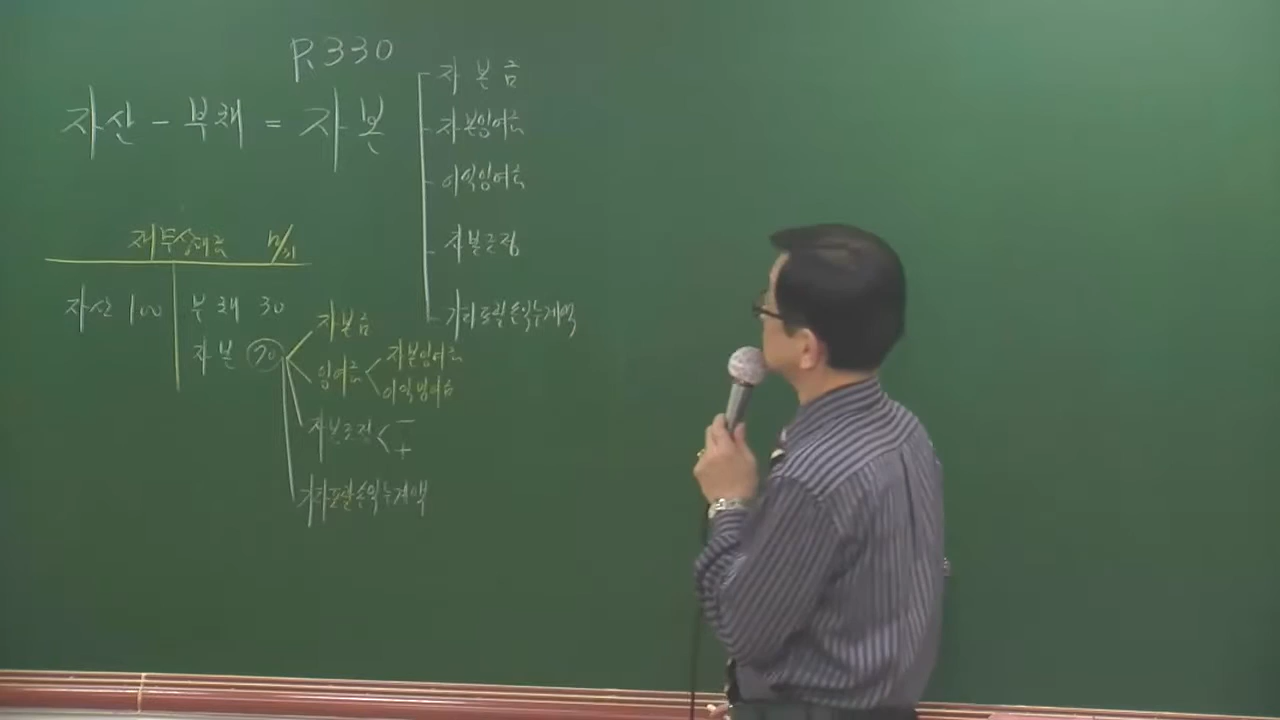 P.330
자산 - 부채 = 자본
자본금
자본잉여금
이익잉여금
자본조정
기타포괄손익누계액
재무상태표 12/31
자산 100 부채 30
자본 70
자본금
잉여금
자본잉여금
이익잉여금
자본조정
-
+
기타포괄손익누계액